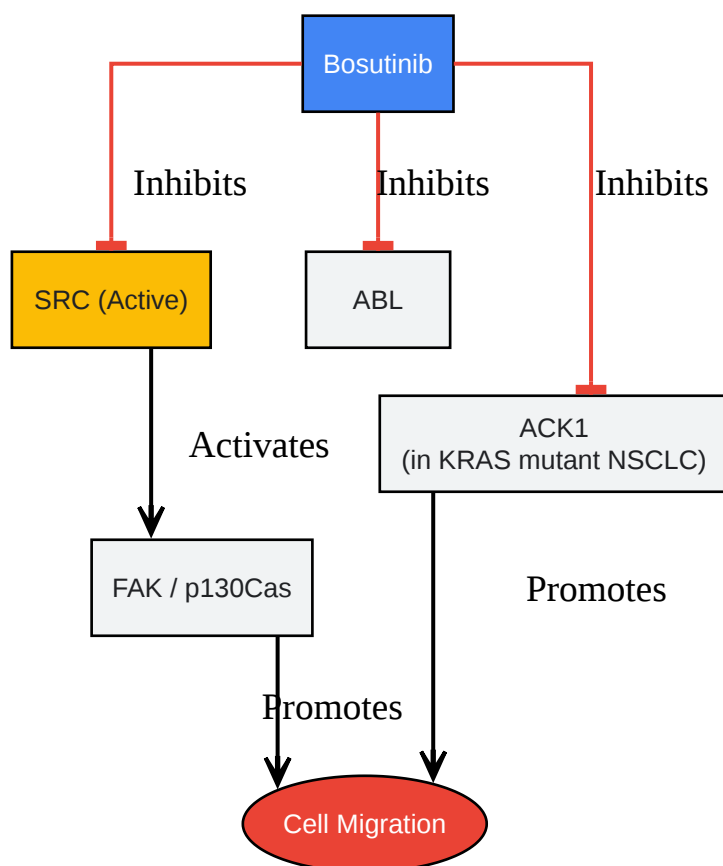 Bosutinib
Inhibits
Inhibits
Inhibits
SRC (Active)
ABL
ACK1
(in KRAS mutant NSCLC)
Activates
FAK / p130Cas
Promotes
Promotes
Cell Migration